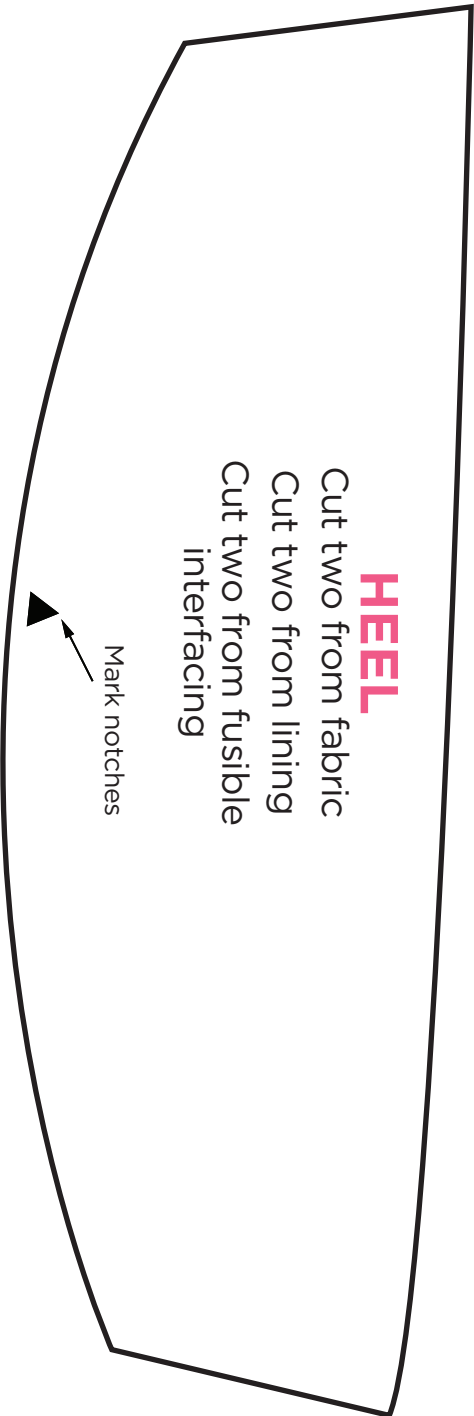 HEEL
Cut two from fabric
Cut two from lining
Cut two from fusible
interfacing
Mark notches